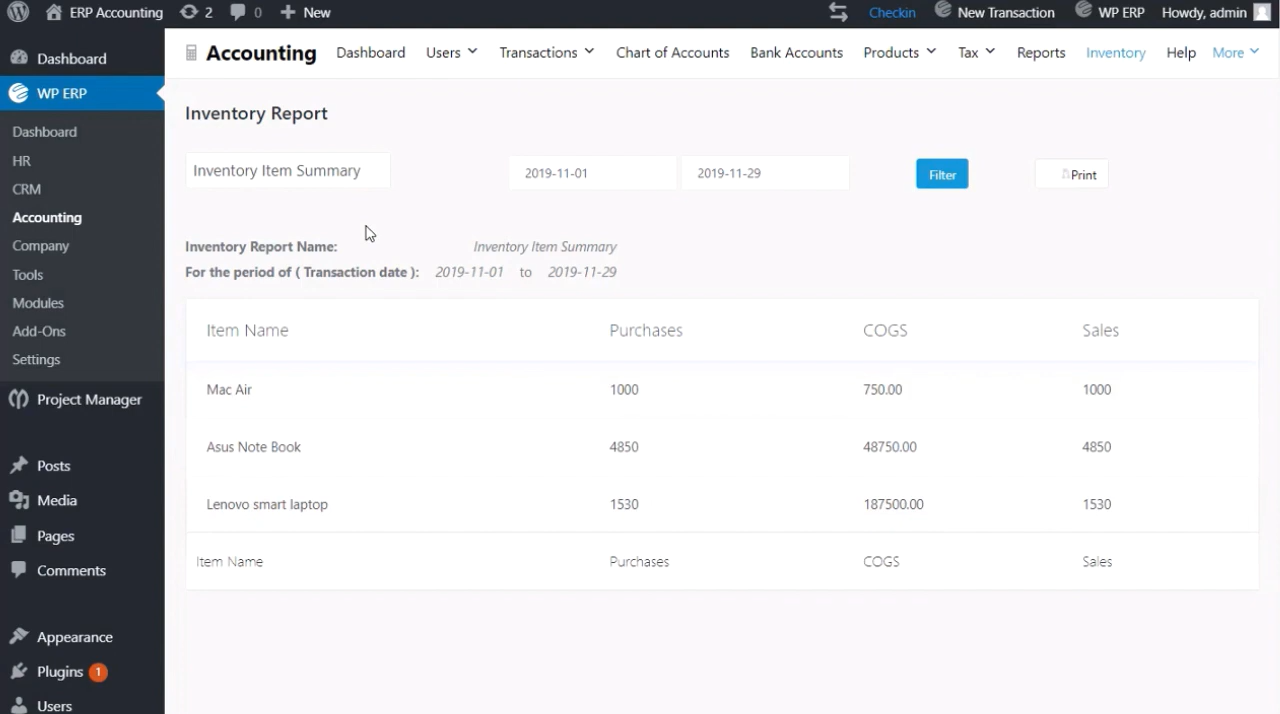 ERP Accounting 2 0 New Checkin New Transaction WP ERP Howdy, admin
Dashboard
WP ERP
Dashboard
HR
CRM
Accounting
Company
Tools
Modules
Add-Ons
Settings
Project Manager
Posts
Media
Pages
Comments
Appearance
Plugins 1
Users
Accounting Dashboard Users Transactions Chart of Accounts Bank Accounts Products Tax Reports Inventory Help More
Inventory Report
Inventory Item Summary 2019-11-01 2019-11-29 Filter Print
Inventory Report Name: Inventory Item Summary
For the period of ( Transaction date ): 2019-11-01 to 2019-11-29
Item Name Purchases COGS Sales
Mac Air 1000 750.00 1000
Asus Note Book 4850 48750.00 4850
Lenovo smart laptop 1530 187500.00 1530
Item Name Purchases COGS Sales